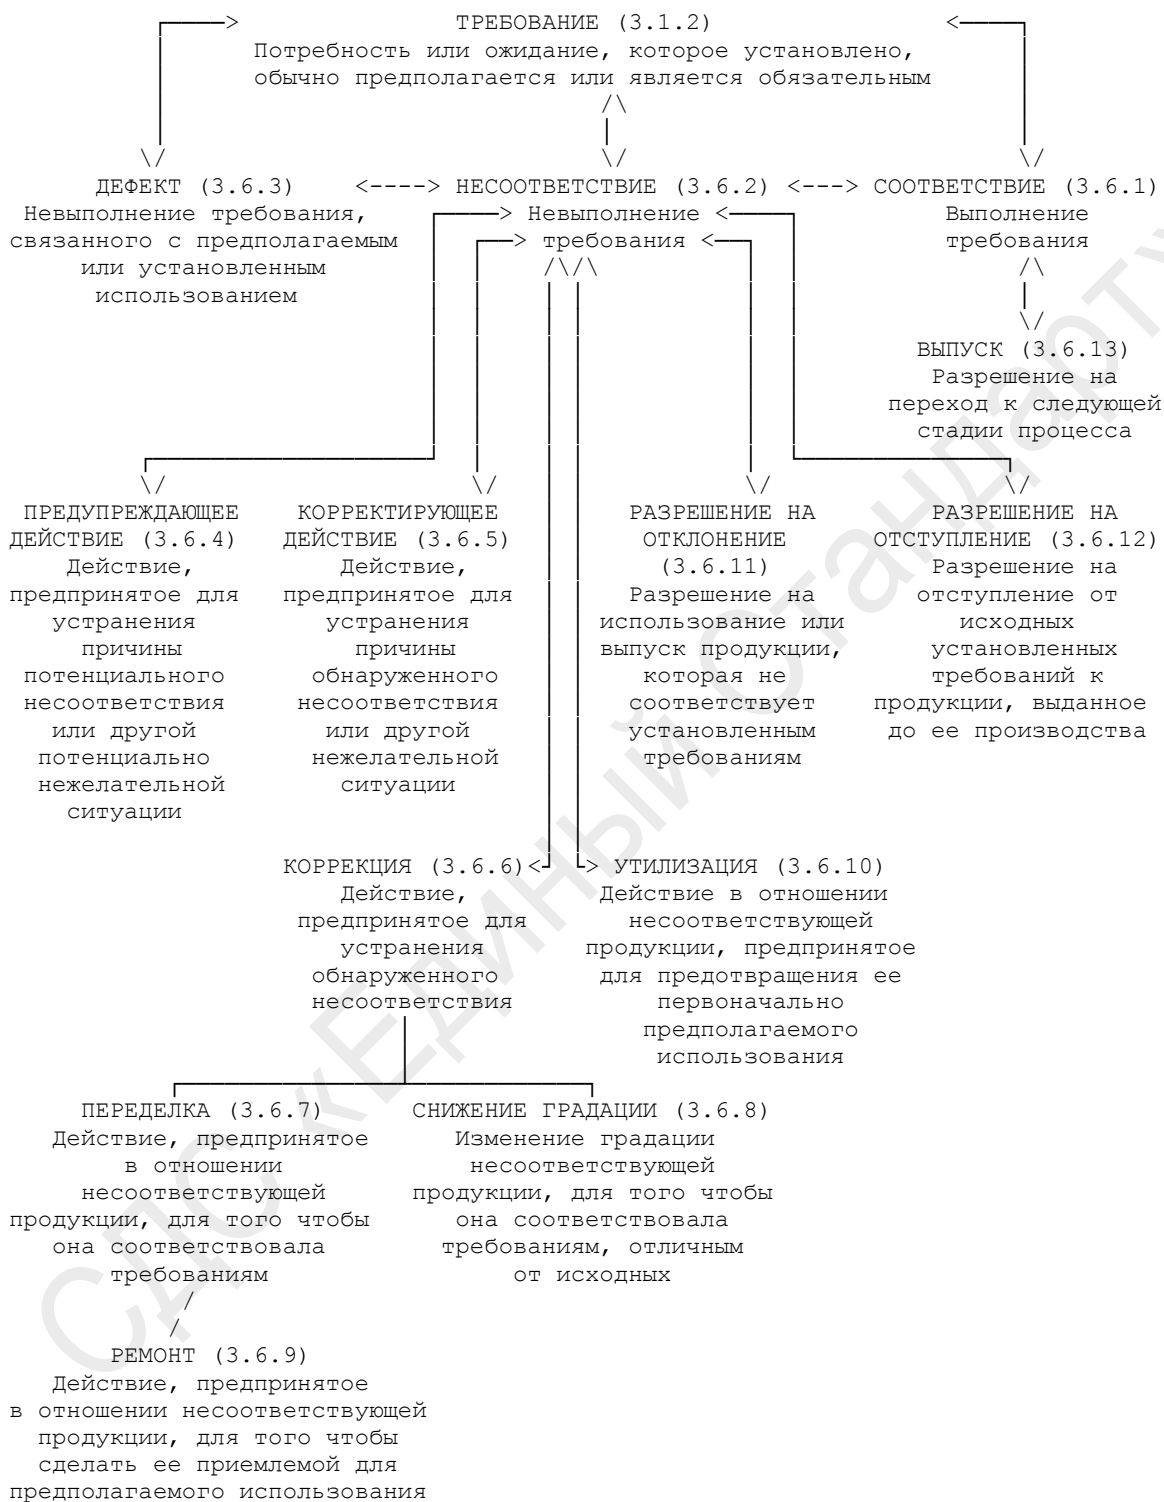 ТРЕБОВАНИЕ (3.1.2)
Потребность или ожидание, которое установлено,
обычно предполагается или является обязательным
ДЕФЕКТ (3.6.3) <----> НЕСООТВЕТСТВИЕ (3.6.2) <---> СООТВЕТСТВИЕ (3.6.1)
Невыполнение требования,
связанного с предполагаемым
или установленным
использованием
Невыполнение
требования
Выполнение
требования
ВЫПУСК (3.6.13)
Разрешение на
переход к следующей
стадии процесса
ПРЕДУПРЕЖДАЮЩЕЕ
ДЕЙСТВИЕ (3.6.4)
Действие,
предпринятое для
устранения
причины
потенциального
несоответствия
или другой
потенциально
нежелательной
ситуации
КОРРЕКТИРУЮЩЕЕ
ДЕЙСТВИЕ (3.6.5)
Действие,
предпринятое для
устранения
причины
обнаруженного
несоответствия
или другой
нежелательной
ситуации
РАЗРЕШЕНИЕ НА
ОТКЛОНЕНИЕ
(3.6.11)
Разрешение на
использование или
выпуск продукции,
которая не
соответствует
установленным
требованиям
РАЗРЕШЕНИЕ НА
ОТСТУПЛЕНИЕ (3.6.12)
Разрешение на
отступление от
исходных
установленных
требований к
продукции, выданное
до ее производства
КОРРЕКЦИЯ (3.6.6)
Действие,
предпринятое для
устранения
обнаруженного
несоответствия
УТИЛИЗАЦИЯ (3.6.10)
Действие в отношении
несоответствующей
продукции, предпринятое
для предотвращения ее
первоначально
предполагаемого
использования
ПЕРЕДЕЛКА (3.6.7)
Действие, предпринятое
в отношении
несоответствующей
продукции, для того чтобы
она соответствовала
требованиям
СНИЖЕНИЕ ГРАДАЦИИ (3.6.8)
Изменение градации
несоответствующей
продукции, для того чтобы
она соответствовала
требованиям, отличным
от исходных
РЕМОНТ (3.6.9)
Действие, предпринятое
в отношении несоответствующей
продукции, для того чтобы
сделать ее приемлемой для
предполагаемого использования
СДС «Единый Стандарт»